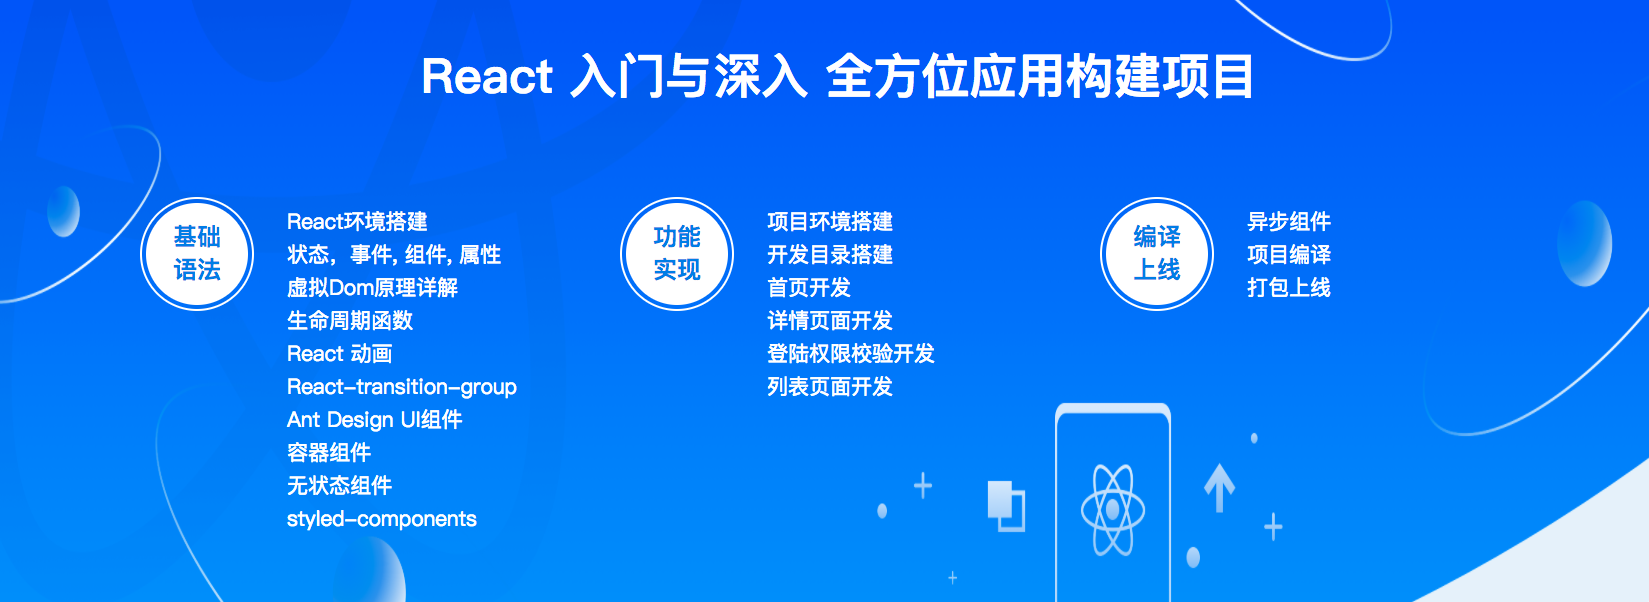 React 入门与深入 全方位应用构建项目
基础
语法
React环境搭建
状态，事件, 组件, 属性
虚拟Dom原理详解
生命周期函数
React 动画
React-transition-group
Ant Design UI组件
容器组件
无状态组件
styled-components
功能
实现
项目环境搭建
开发目录搭建
首页开发
详情页面开发
登陆权限校验开发
列表页面开发
编译
上线
异步组件
项目编译
打包上线